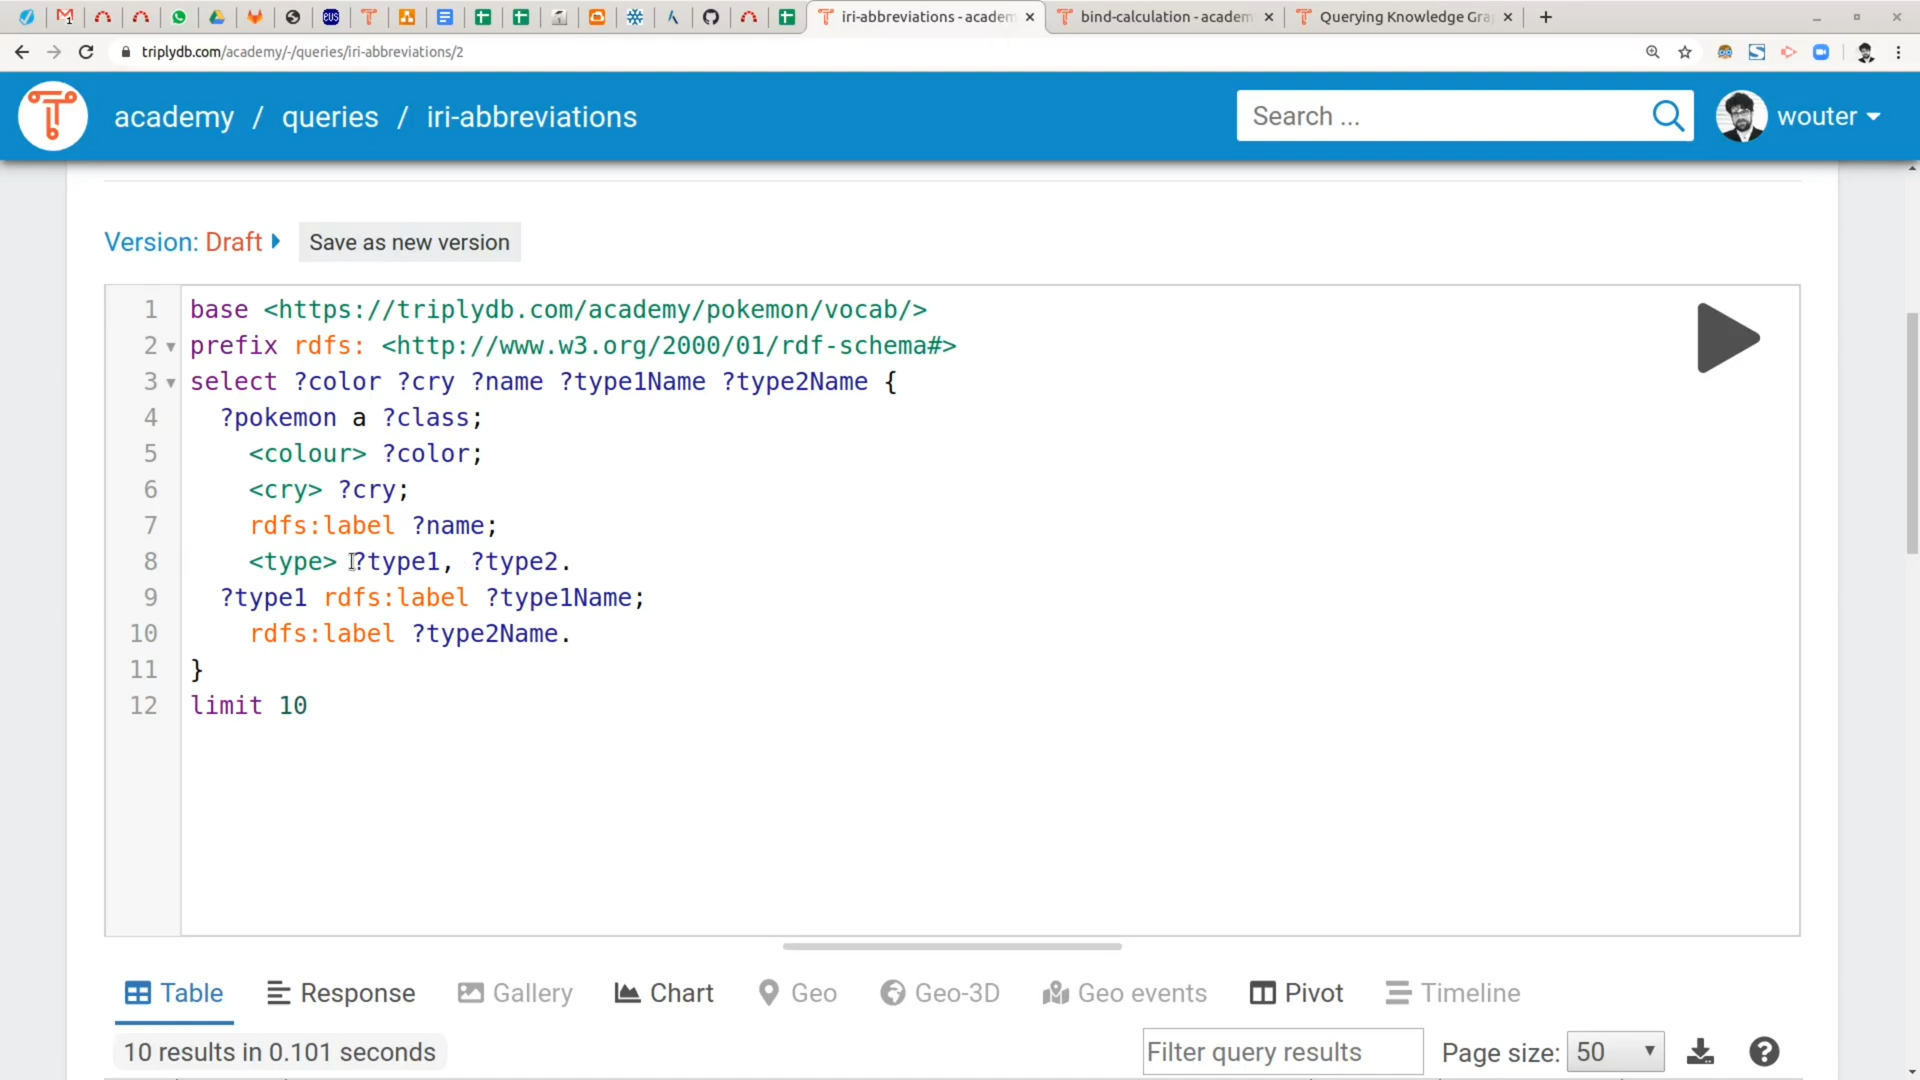 iri-abbreviations - academ
bind-calculation - academ
Querying Knowledge Gra
triplydb.com/academy/-/queries/iri-abbreviations/2
academy / queries / iri-abbreviations
Search ...
wouter
Version: Draft
Save as new version
1 base <https://triplydb.com/academy/pokemon/vocab/>
2 prefix rdfs: <http://www.w3.org/2000/01/rdf-schema#>
3 select ?color ?cry ?name ?type1Name ?type2Name {
4 ?pokemon a ?class;
5 <colour> ?color;
6 <cry> ?cry;
7 rdfs:label ?name;
8 <type> ?type1, ?type2.
9 ?type1 rdfs:label ?type1Name;
10 rdfs:label ?type2Name.
11 }
12 limit 10
Table
Response
Gallery
Chart
Geo
Geo-3D
Geo events
Pivot
Timeline
10 results in 0.101 seconds
Filter query results
Page size: 50